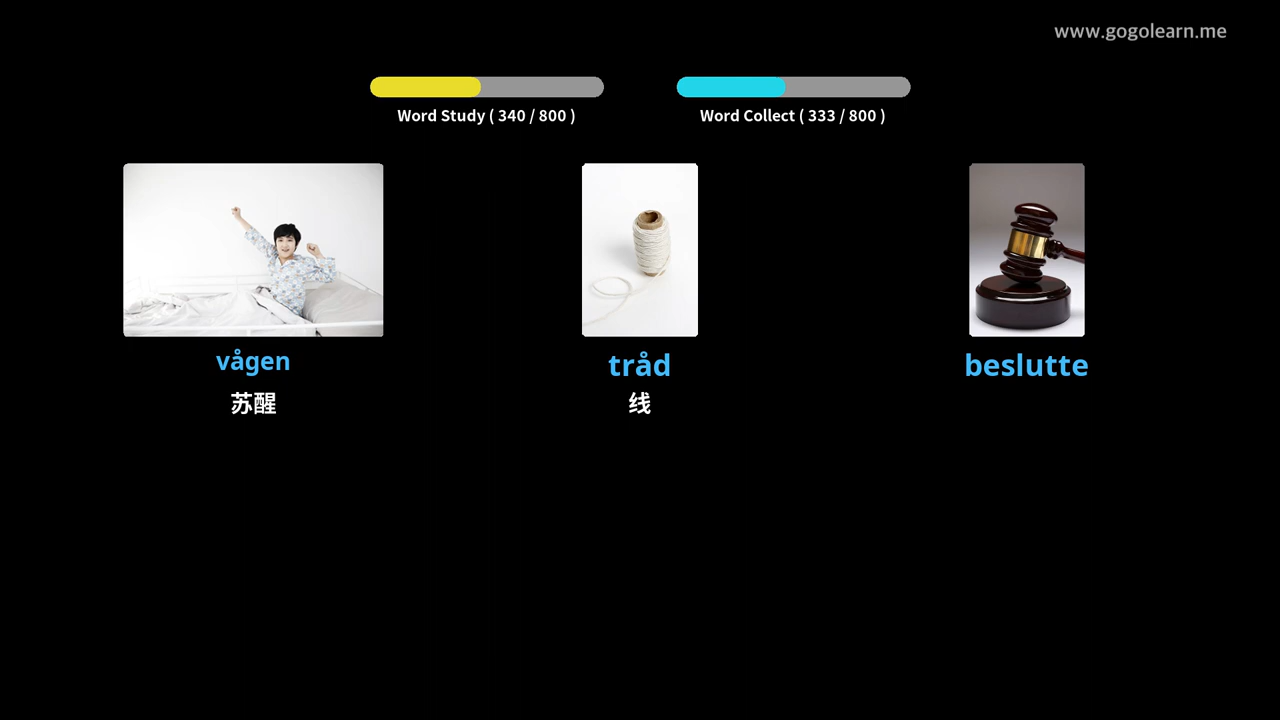 www.gogolearn.me
Word Study ( 340 / 800 )
Word Collect ( 333 / 800 )
vågen
tråd
beslutte
苏醒
线